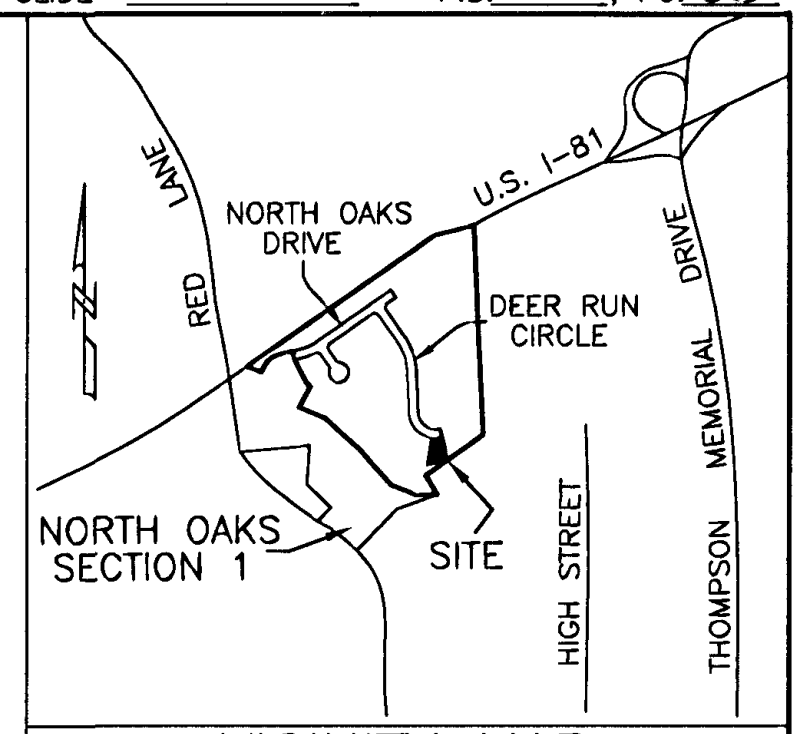 U.S. I-81
RED LANE
NORTH OAKS
DRIVE
DEER RUN
CIRCLE
N
NORTH OAKS
SECTION 1
SITE
HIGH STREET
THOMPSON MEMORIAL DRIVE